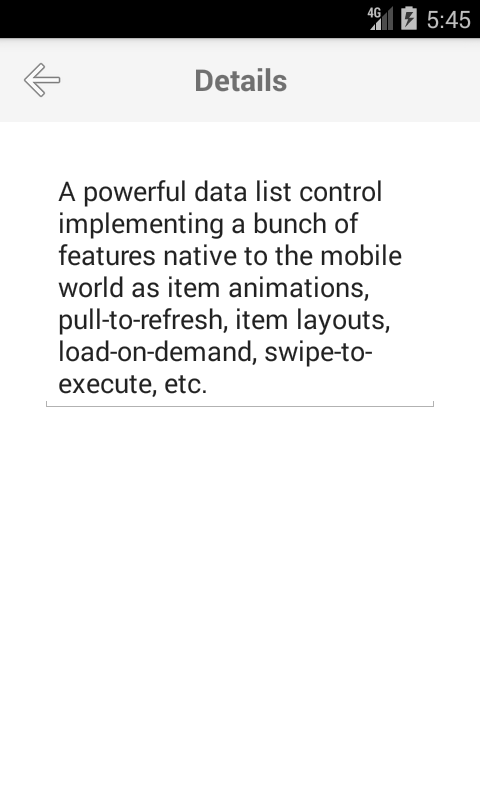 4G 5:45
Details
A powerful data list control
implementing a bunch of
features native to the mobile
world as item animations,
pull-to-refresh, item layouts,
load-on-demand, swipe-to-
execute, etc.